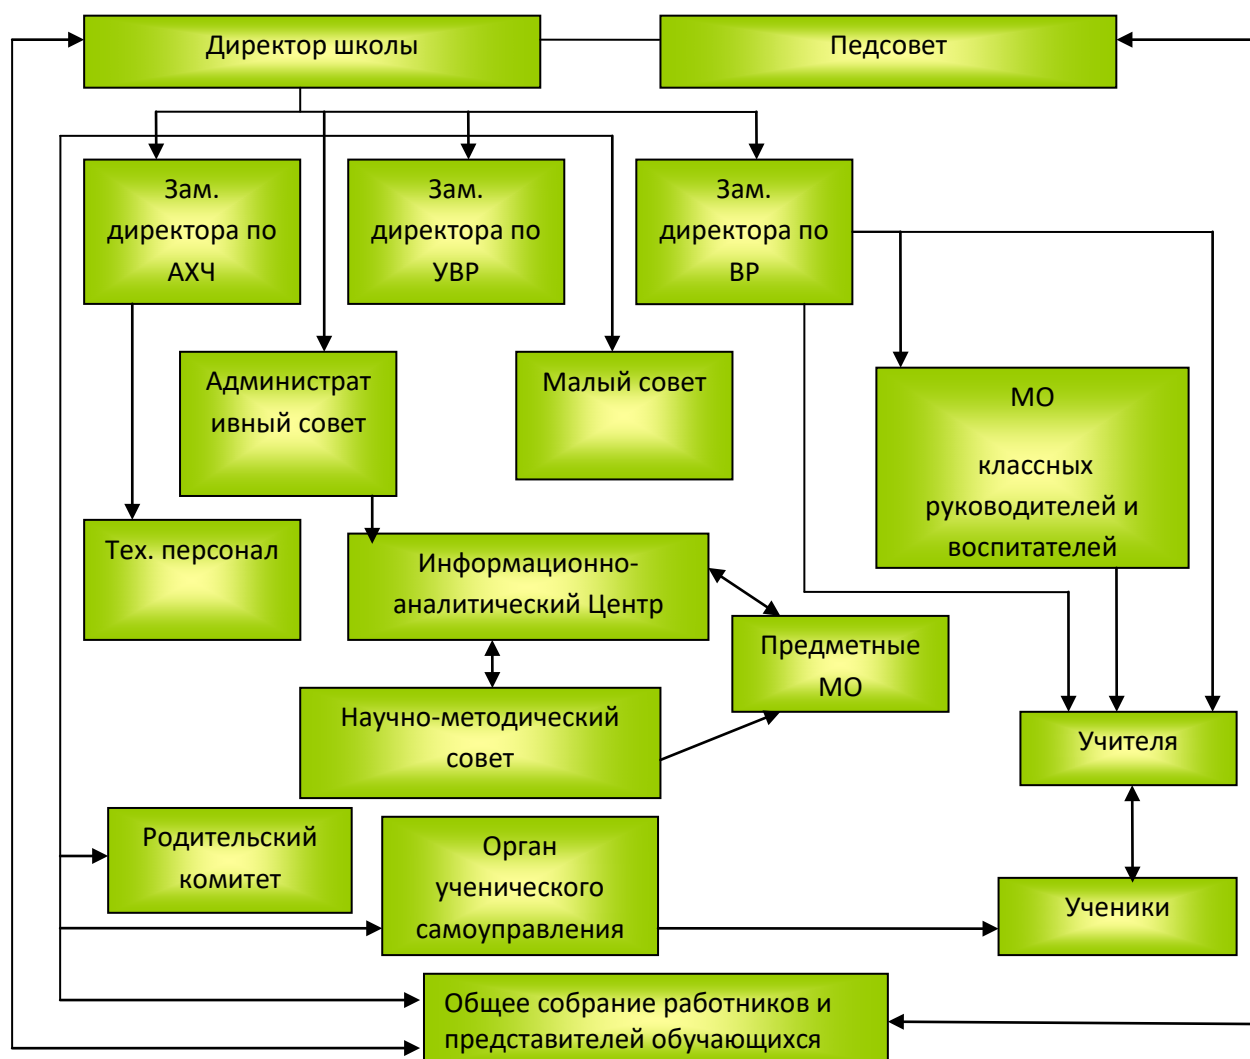 Директор школы
Педсовет
Зам.
директора по
АХЧ
Зам.
директора по
УВР
Зам.
директора по
ВР
Администрат
ивный совет
Малый совет
МО
классных
руководителей и
воспитателей
Тех. персонал
Информационно-
аналитический Центр
Предметные
МО
Научно-методический
совет
Учителя
Родительский
комитет
Орган
ученического
самоуправления
Ученики
Общее собрание работников и
представителей обучающихся